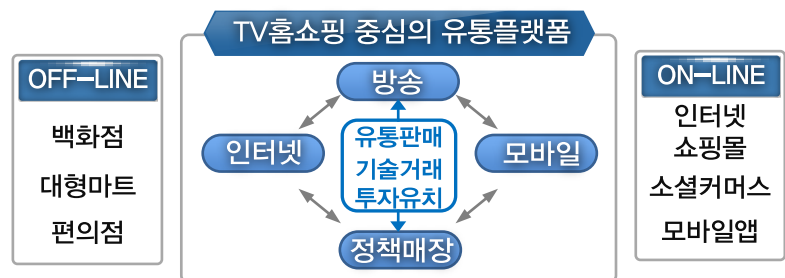 TV홈쇼핑 중심의 유통플랫폼
OFF-LINE
백화점
대형마트
편의점
방송
인터넷
유통판매
기술거래
투자유치
모바일
정책매장
ON-LINE
인터넷
쇼핑몰
소셜커머스
모바일앱